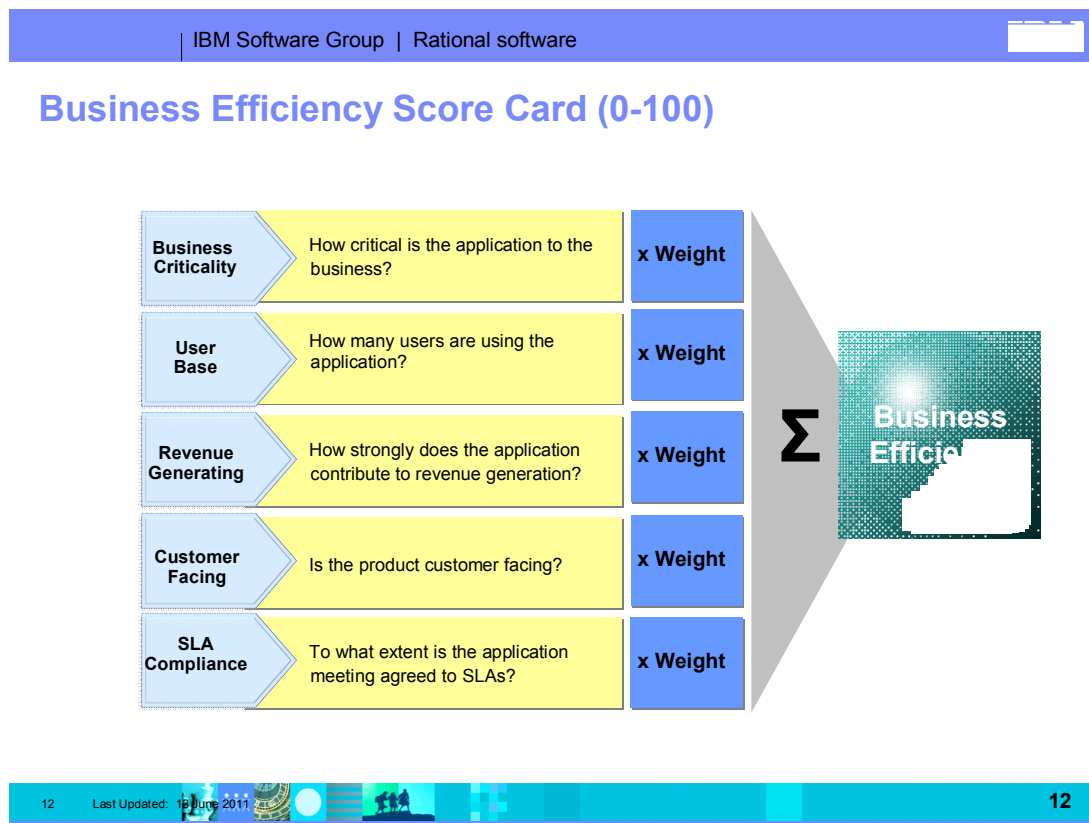 IBM Software Group | Rational software
Business Efficiency Score Card (0-100)
Business
Criticality
How critical is the application to the
business?
x Weight
User
Base
How many users are using the
application?
x Weight
Revenue
Generating
How strongly does the application
contribute to revenue generation?
x Weight
Customer
Facing
Is the product customer facing?
x Weight
SLA
Compliance
To what extent is the application
meeting agreed to SLAs?
x Weight
Σ
Business
12
Last Updated:
June 2011
12